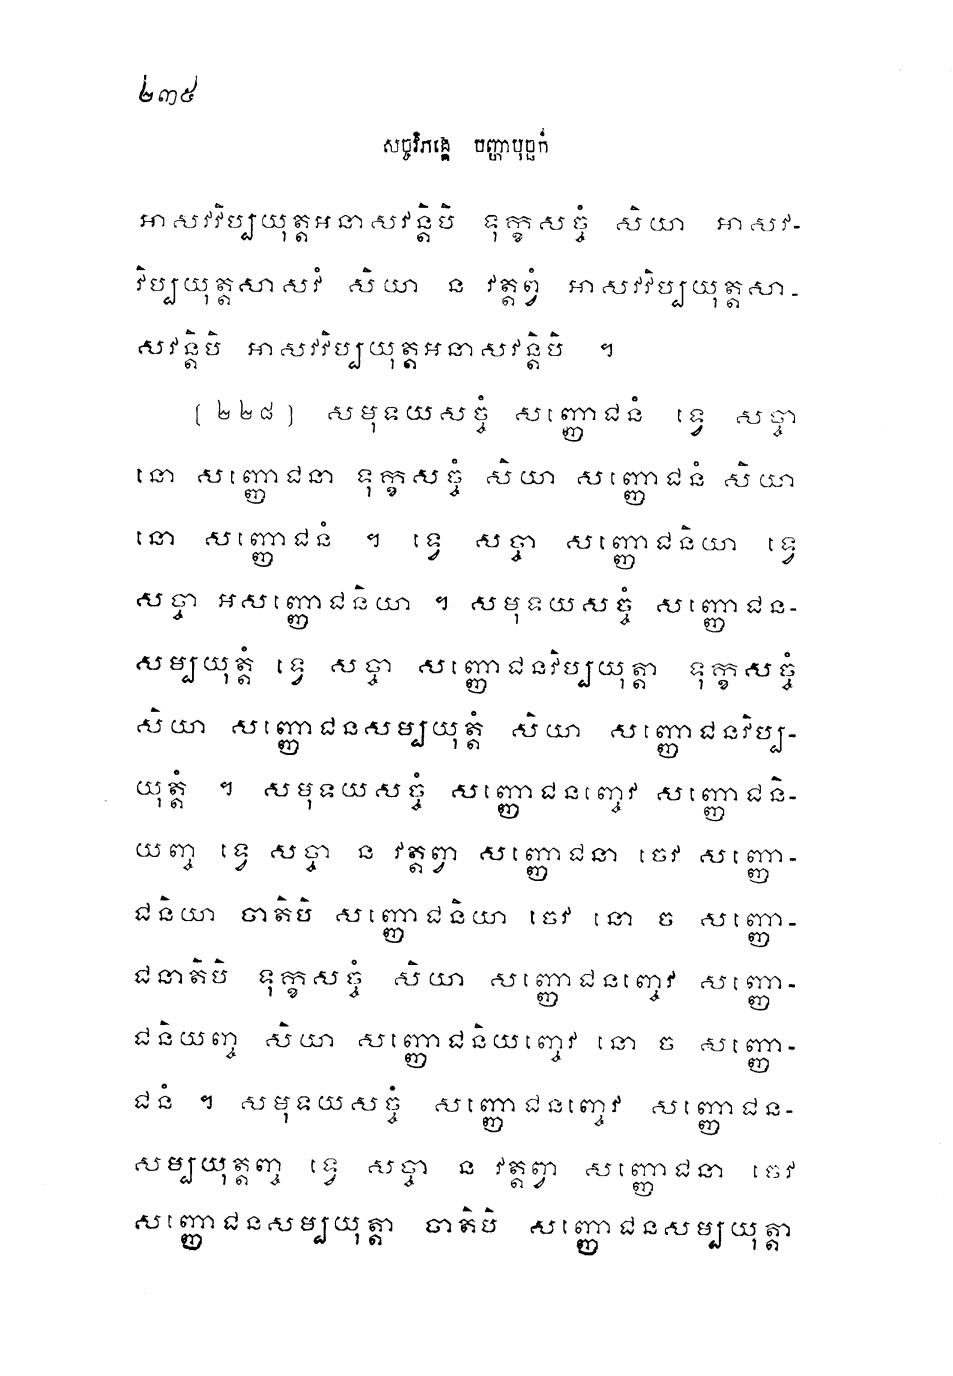 ២៣៥
សច្ចវិភង្គេ បញ្ហាបុច្ឆកំ
អាសវវិប្បយុត្តអនាសវន្តិបិ ទុក្ខសច្ចំ សិយា អាសវ-
វិប្បយុត្តសាសវំ សិយា ន វត្តព្វំ អាសវវិប្បយុត្តសា-
សវន្តិបិ អាសវវិប្បយុត្តអនាសវន្តិបិ ។
(២២៨) សមុទយសច្ចំ សញ្ញោជនំ ទ្វេ សច្ចា
នោ សញ្ញោជនា ទុក្ខសច្ចំ សិយា សញ្ញោជនំ សិយា
នោ សញ្ញោជនំ ។ ទ្វេ សច្ចា សញ្ញោជនិយា ទ្វេ
សច្ចា អសញ្ញោជនិយា ។ សមុទយសច្ចំ សញ្ញោជន-
សម្បយុត្តំ ទ្វេ សច្ចា សញ្ញោជនវិប្បយុត្តា ទុក្ខសច្ចំ
សិយា សញ្ញោជនសម្បយុត្តំ សិយា សញ្ញោជនវិប្ប-
យុត្តំ ។ សមុទយសច្ចំ សញ្ញោជនញ្ចេវ សញ្ញោជនិ-
យញ្ច ទ្វេ សច្ចា ន វត្តព្វា សញ្ញោជនា ចេវ សញ្ញោ-
ជនិយា ចាតិបិ សញ្ញោជនិយា ចេវ នោ ច សញ្ញោ-
ជនាតិបិ ទុក្ខសច្ចំ សិយា សញ្ញោជនញ្ចេវ សញ្ញោ-
ជនិយញ្ច សិយា សញ្ញោជនិយញ្ចេវ នោ ច សញ្ញោ-
ជនំ ។ សមុទយសច្ចំ សញ្ញោជនញ្ចេវ សញ្ញោជន-
សម្បយុត្តញ្ច ទ្វេ សច្ចា ន វត្តព្វា សញ្ញោជនា ចេវ
សញ្ញោជនសម្បយុត្តា ចាតិបិ សញ្ញោជនសម្បយុត្តា